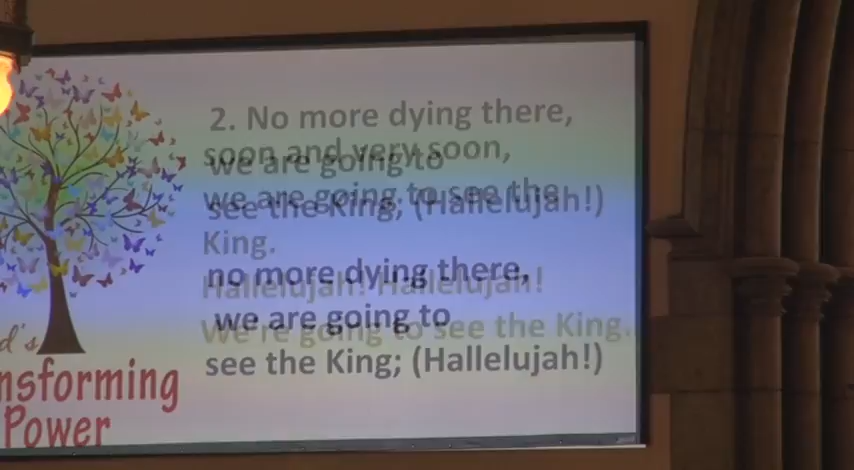 2. No more dying there,
soon and very soon,
we are going to
we are going to see the
see the King; (Hallelujah!)
King.
no more dying there,
Hallelujah! Hallelujah!
we are going to
We're going to see the King.
see the King; (Hallelujah!)
d's
nsforming
Power